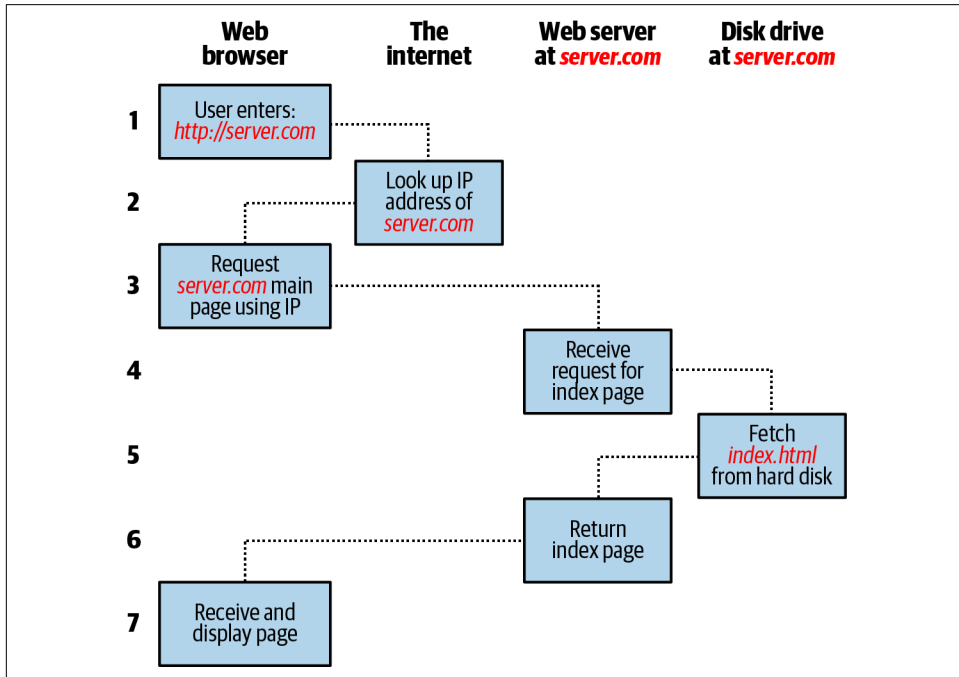 Web
browser
The
internet
Web server
at server.com
Disk drive
at server.com
1
User enters:
http://server.com
2
Look up IP
address of
server.com
3
Request
server.com main
page using IP
4
Receive
request for
index page
5
Fetch
index.html
from hard disk
6
Return
index page
7
Receive and
display page